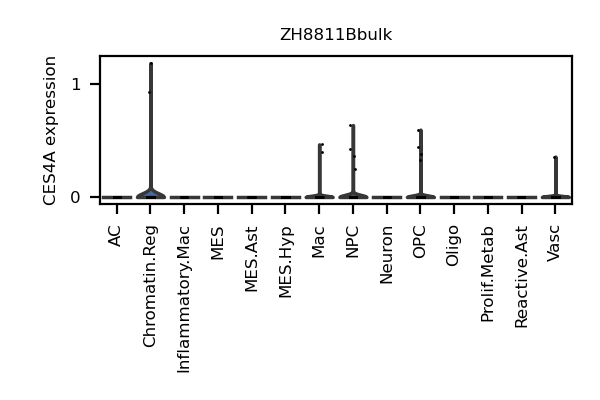 ZH8811Bbulk
CES4A expression
1
0
AC
Chromatin.Reg
Inflammatory.Mac
MES
MES.Ast
MES.Hyp
Mac
NPC
Neuron
OPC
Oligo
Prolif.Metab
Reactive.Ast
Vasc